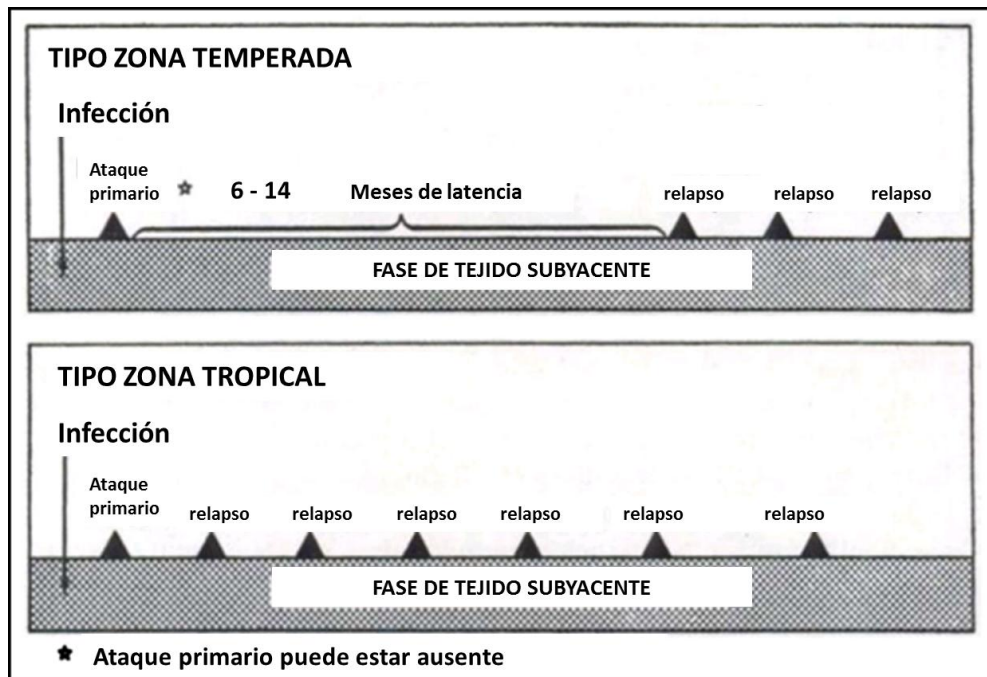 TIPO ZONA TEMPERADA
Infección
Ataque
primario
6 - 14 Meses de latencia
relapso relapso relapso
FASE DE TEJIDO SUBYACENTE
TIPO ZONA TROPICAL
Infección
Ataque
primario
relapso relapso relapso relapso relapso relapso
FASE DE TEJIDO SUBYACENTE
* Ataque primario puede estar ausente